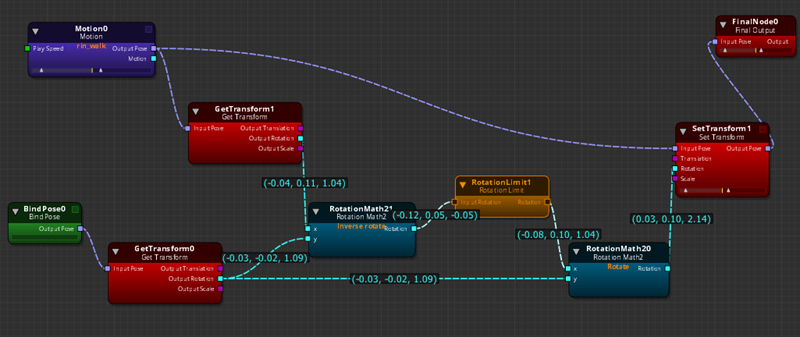 Motion0
Motion
rin_walk
Pay Speed
Output Pose
Motion
FinalNode0
Final Output
Input Pose
Output
GetTransform1
Get Transform
Input Pose
Output Translation
Output Rotation
Output Scale
SetTransform1
Set Transform
Input Pose
Output Pose
Translation
Rotation
Scale
(-0.04, 0.11, 1.04)
RotationLimit1
Rotation Limit
Input Rotation
Rotation
BindPose0
Bind Pose
Output Pose
RotationMath21
Rotation Math2
Inverse rotate
x
Rotation
y
(-0.12, 0.05, -0.05)
(0.03, 0.10, 2.14)
(-0.08, 0.10, 1.04)
GetTransform0
Get Transform
Input Pose
Output Translation
Output Rotation
Output Scale
(-0.03, -0.02, 1.09)
(-0.03, -0.02, 1.09)
RotationMath20
Rotation Math2
Rotate
x
Rotation
y